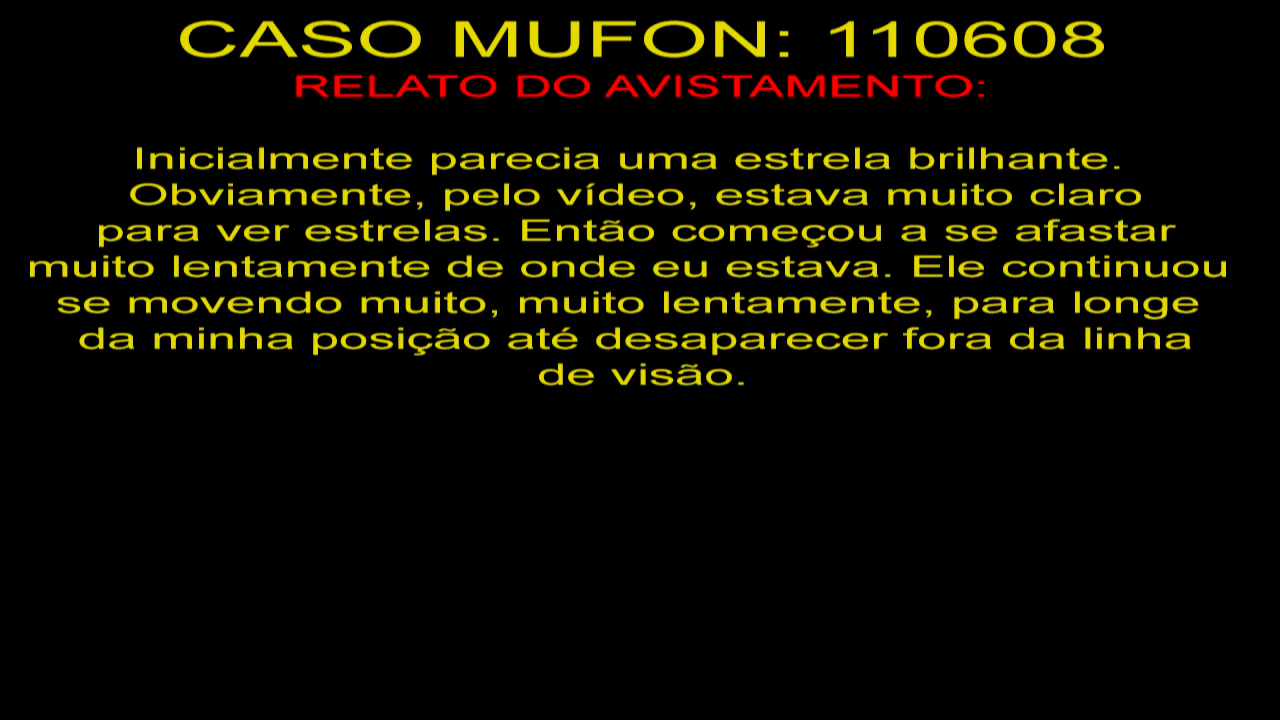 CASO MUFON: 110608
RELATO DO AVISTAMENTO:
Inicialmente parecia uma estrela brilhante.
Obviamente, pelo vídeo, estava muito claro
para ver estrelas. Então começou a se afastar
muito lentamente de onde eu estava. Ele continuou
se movendo muito, muito lentamente, para longe
da minha posição até desaparecer fora da linha
de visão.